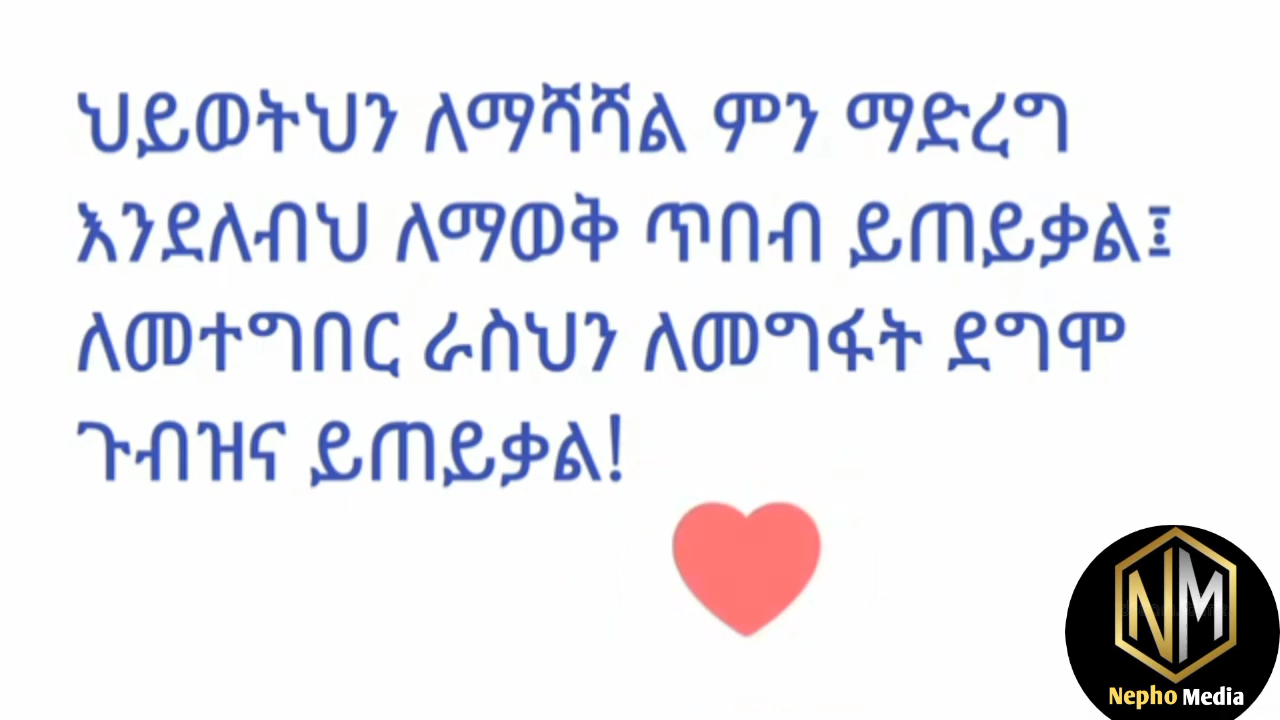 ህይወትህን ለማሻሻል ምን ማድረግ
እንደለብህ ለማወቅ ጥበብ ይጠይቃል፤
ለመተግበር ራስህን ለመግፋት ደግሞ
ጉብዝና ይጠይቃል!
NM
Nepho Media